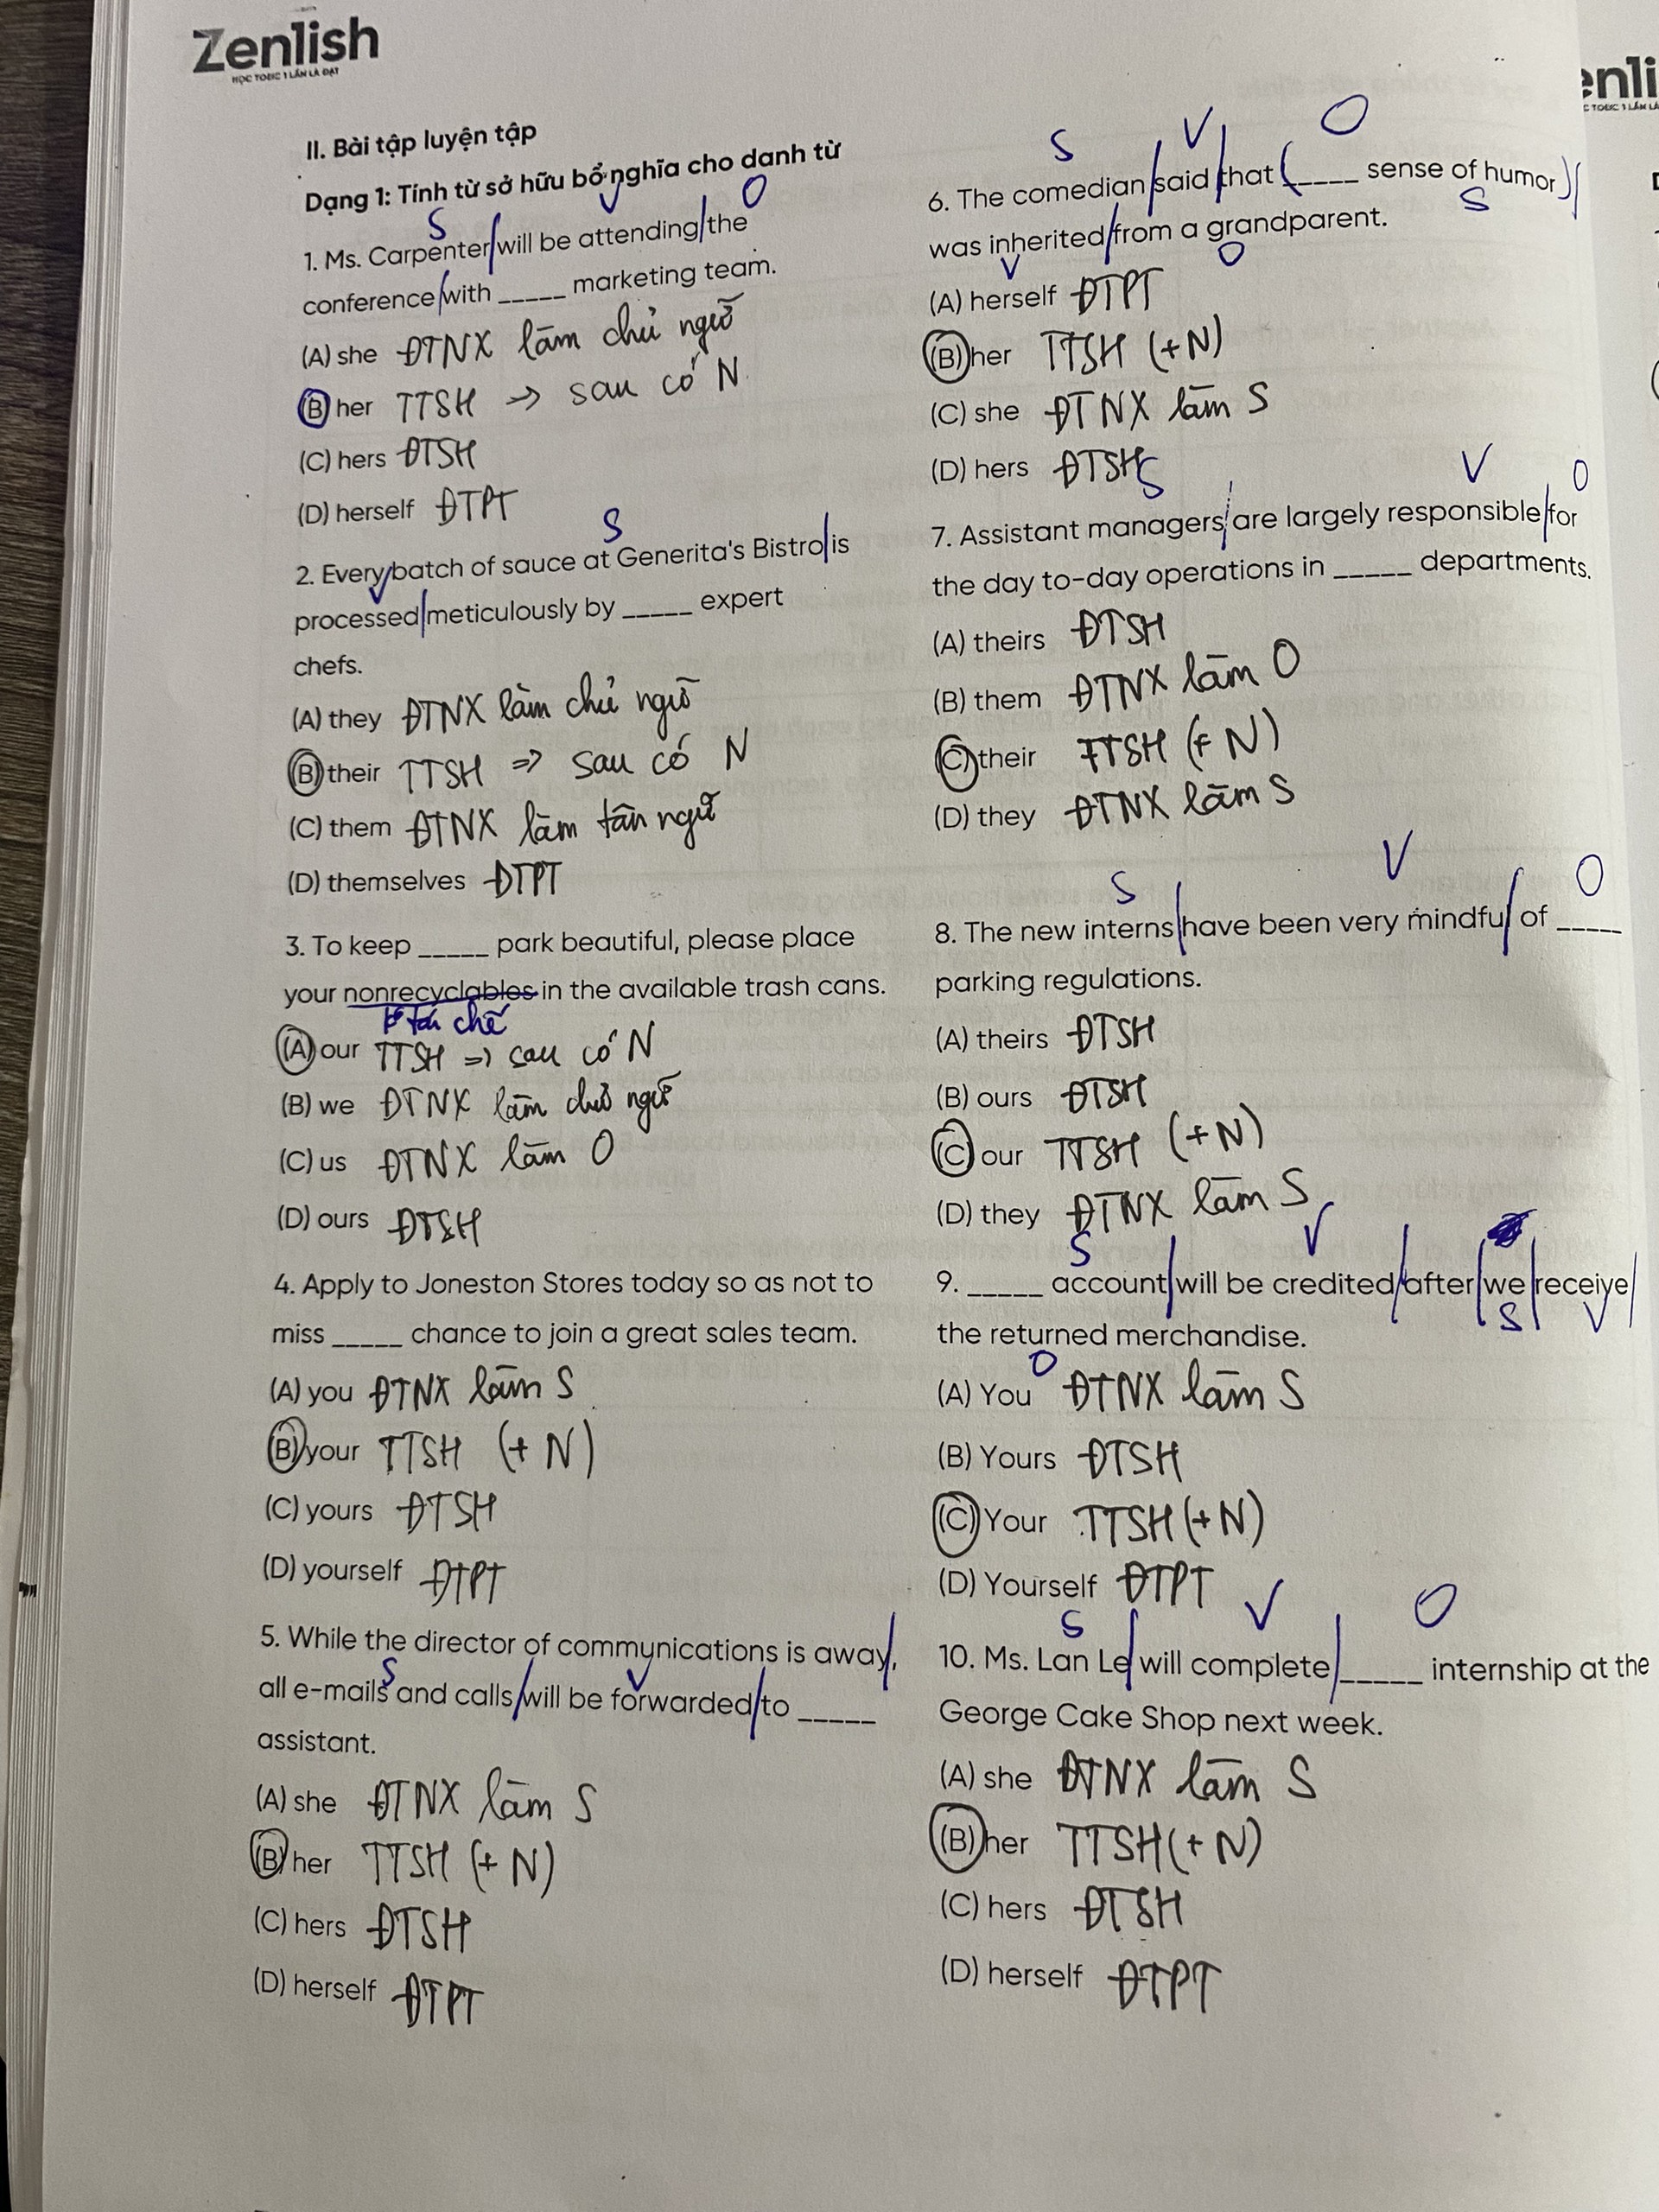 Zenlish
HỌC TOEIC 1 LẦN LÀ ĐẠT
II. Bài tập luyện tập
Dạng 1: Tính từ sở hữu bổ nghĩa cho danh từ
S V O
1. Ms. Carpenter will be attending the
conference with _____ marketing team.
(A) she ĐTNX làm chủ ngữ
(B) her TTSH => sau có N
(C) hers ĐTSH
(D) herself ĐTPT
S
2. Every batch of sauce at Generita's Bistro is
V
processed meticulously by _____ expert
chefs.
(A) they ĐTNX làm chủ ngữ
(B) their TTSH => sau có N
(C) them ĐTNX làm tân ngữ
(D) themselves ĐTPT
3. To keep _____ park beautiful, please place
your nonrecyclables in the available trash cans.
tái chế
(A) our TTSH => sau có N
(B) we ĐTNX làm chủ ngữ
(C) us ĐTNX làm O
(D) ours ĐTSH
4. Apply to Joneston Stores today so as not to
miss _____ chance to join a great sales team.
(A) you ĐTNX làm S
(B) your TTSH (+ N)
(C) yours ĐTSH
(D) yourself ĐTPT
5. While the director of communications is away,
S V
all e-mails and calls will be forwarded to _____
assistant.
(A) she ĐTNX làm S
(B) her TTSH (+ N)
(C) hers ĐTSH
(D) herself ĐTPT
S V O
6. The comedian said that (____ sense of humor)
S
was inherited from a grandparent.
V O
(A) herself ĐTPT
(B) her TTSH (+N)
(C) she ĐTNX làm S
(D) hers ĐTSH
S V O
7. Assistant managers are largely responsible for
the day to-day operations in _____ departments.
(A) theirs ĐTSH
(B) them ĐTNX làm O
(C) their TTSH (+ N)
(D) they ĐTNX làm S
S V O
8. The new interns have been very mindful of _____
parking regulations.
(A) theirs ĐTSH
(B) ours ĐTSH
(C) our TTSH (+N)
(D) they ĐTNX làm S
S V
9. _____ account will be credited after we receive
S V
the returned merchandise.
O
(A) You ĐTNX làm S
(B) Yours ĐTSH
(C) Your TTSH (+N)
(D) Yourself ĐTPT
S V O
10. Ms. Lan Le will complete _____ internship at the
George Cake Shop next week.
(A) she ĐTNX làm S
(B) her TTSH (+ N)
(C) hers ĐTSH
(D) herself ĐTPT